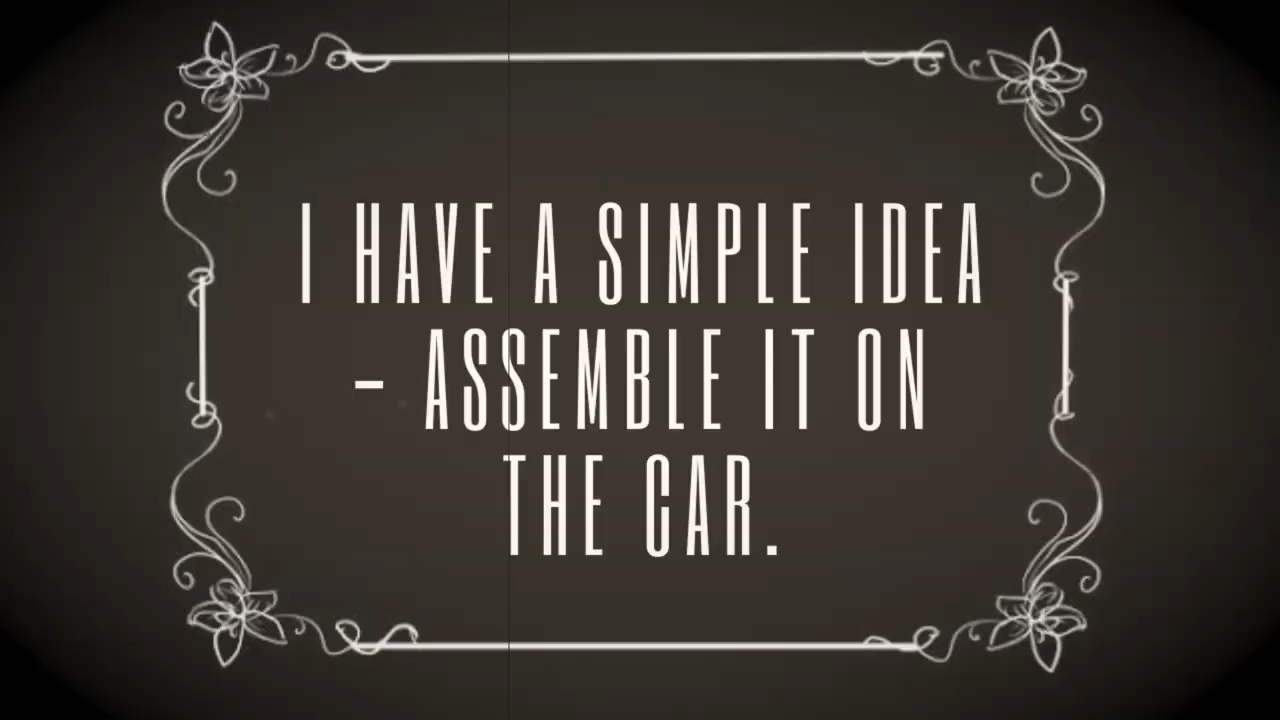 I HAVE A SIMPLE IDEA
– ASSEMBLE IT ON
THE CAR.